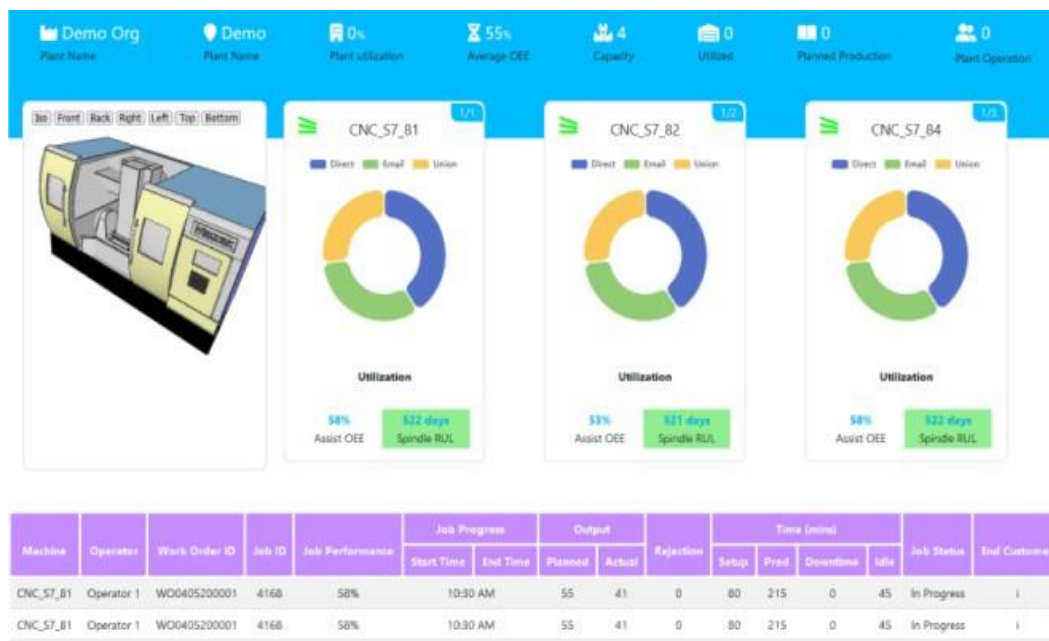 Demo Org
Plant Name
Demo
Plant Name
0%
Plant utilization
55%
Average OEE
4
Capacity
0
Utilized
0
Planned Production
0
Plant Operation
Iso Front Back Right Left Top Bottom
1/1
CNC_S7_81
Direct Email Union
Utilization
58%
Assist OEE
522 days
Spindle RUL
1/2
CNC_S7_82
Direct Email Union
Utilization
53%
Assist OEE
521 days
Spindle RUL
1/3
CNC_S7_84
Direct Email Union
Utilization
58%
Assist OEE
522 days
Spindle RUL
Job Progress Output Time (mins)
Machine Operator Work Order ID Job ID Job Performance Rejection Job Status End Custome
Start Time End Time Planned Actual Setup Prod Downtime Idle
CNC_S7_81 Operator 1 WO0405200001 4168 58% 10:30 AM 55 41 0 80 215 0 45 In Progress i
CNC_S7_81 Operator 1 WO0405200001 4168 58% 10:30 AM 55 41 0 80 215 0 45 In Progress i